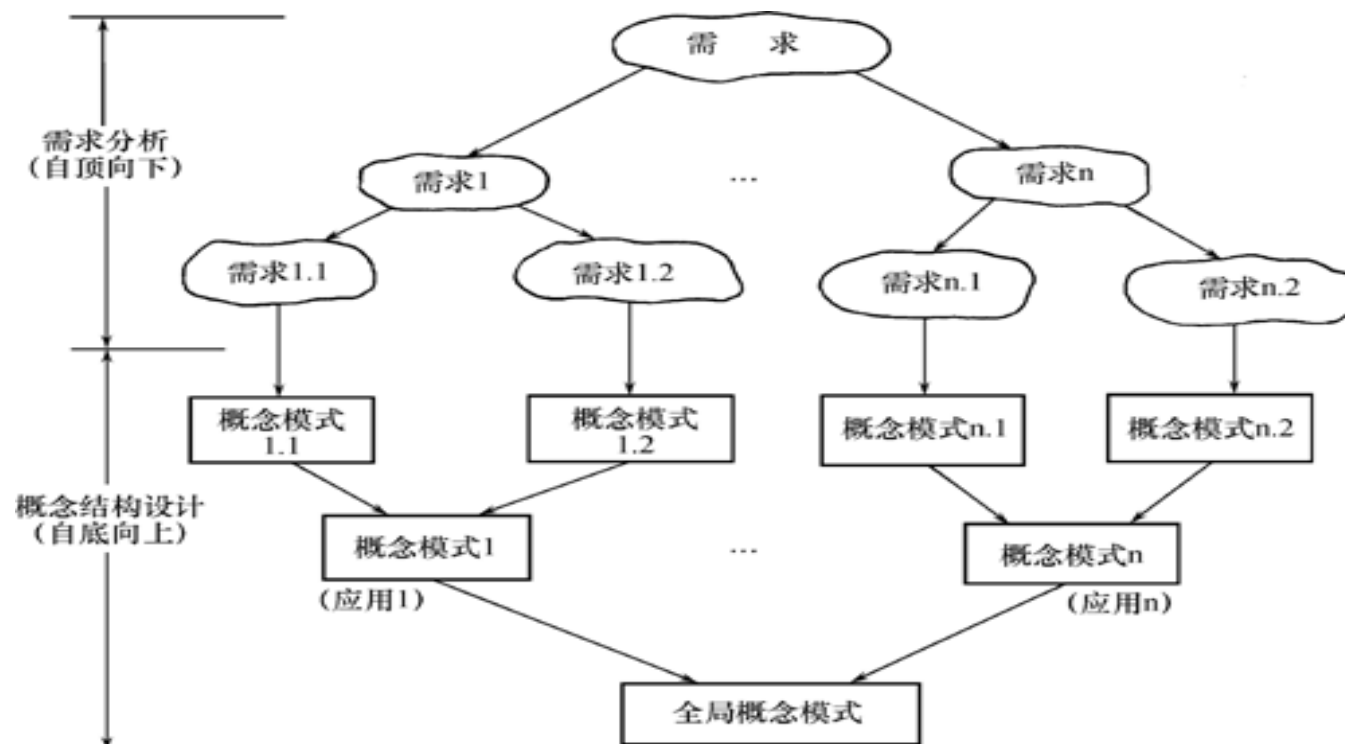 需 求
需求分析
(自顶向下)
需求1
…
需求n
需求1.1
需求1.2
需求n.1
需求n.2
概念模式
1.1
概念模式
1.2
概念模式n.1
概念模式n.2
概念结构设计
(自底向上)
概念模式1
…
概念模式n
(应用1)
(应用n)
全局概念模式